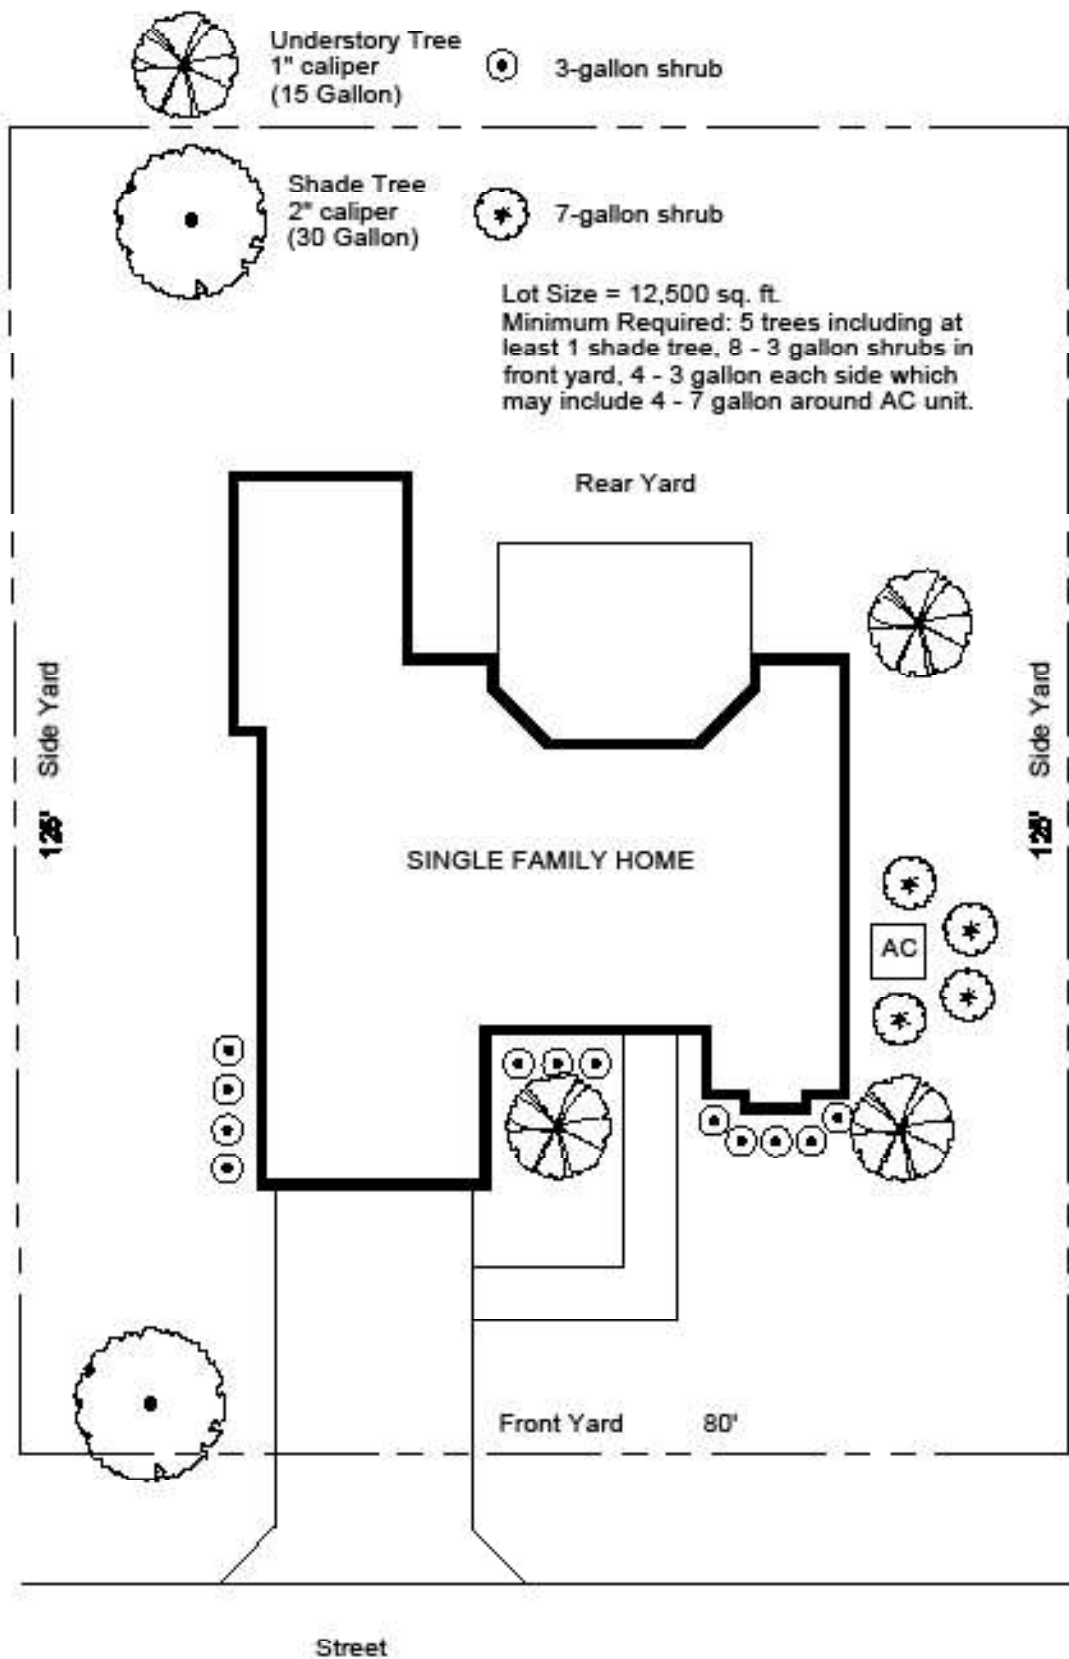 Understory Tree
1" caliper
(15 Gallon)
3-gallon shrub
Shade Tree
2" caliper
(30 Gallon)
7-gallon shrub
Lot Size = 12,500 sq. ft.
Minimum Required: 5 trees including at
least 1 shade tree, 8 - 3 gallon shrubs in
front yard, 4 - 3 gallon each side which
may include 4 - 7 gallon around AC unit.
Rear Yard
Side Yard
Side Yard
SINGLE FAMILY HOME
AC
Front Yard
80'
Street